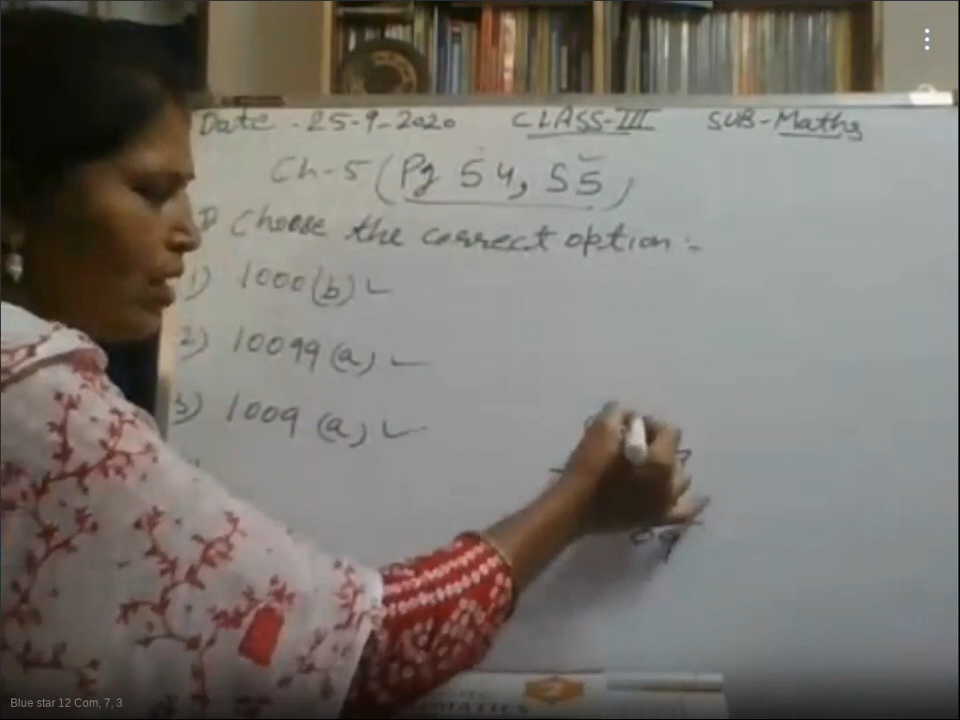 Date - 25-9-2020 CLASS-III SUB-Maths
Ch-5 (Pg 54, 55)
I) Choose the correct option :-
1) 1000 (b) ✓
2) 10099 (a) ✓
3) 1009 (a) ✓
Blue star 12 Com, 7, 3